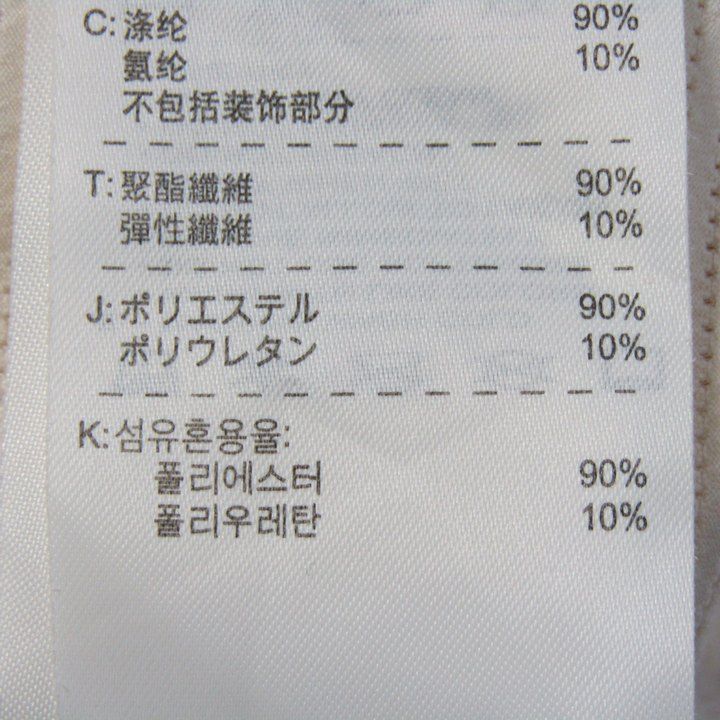 C: 涤纶 90%
氨纶 10%
不包括装饰部分
T: 聚酯纖維 90%
彈性纖維 10%
J: ポリエステル 90%
ポリウレタン 10%
K: 섬유혼용율:
폴리에스터 90%
폴리우레탄 10%